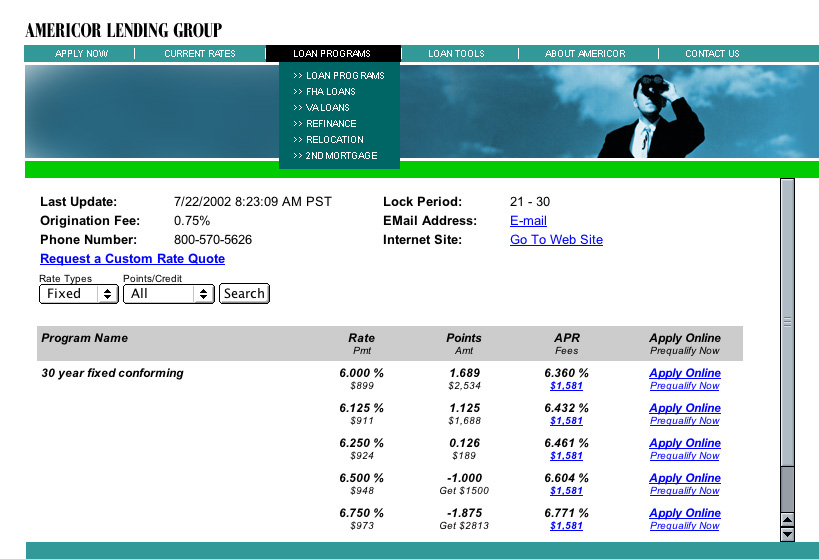 AMERICOR LENDING GROUP
APPLY NOW | CURRENT RATES | LOAN PROGRAMS | LOAN TOOLS | ABOUT AMERICOR | CONTACT US
>> LOAN PROGRAMS
>> FHA LOANS
>> VA LOANS
>> REFINANCE
>> RELOCATION
>> 2ND MORTGAGE
Last Update: 7/22/2002 8:23:09 AM PST Lock Period: 21 - 30
Origination Fee: 0.75% EMail Address: E-mail
Phone Number: 800-570-5626 Internet Site: Go To Web Site
Request a Custom Rate Quote
Rate Types Points/Credit
Fixed All Search
Program Name Rate Points APR Apply Online
Pmt Amt Fees Prequalify Now
30 year fixed conforming 6.000 % 1.689 6.360 % Apply Online
$899 $2,534 $1,581 Prequalify Now
6.125 % 1.125 6.432 % Apply Online
$911 $1,688 $1,581 Prequalify Now
6.250 % 0.126 6.461 % Apply Online
$924 $189 $1,581 Prequalify Now
6.500 % -1.000 6.604 % Apply Online
$948 Get $1500 $1,581 Prequalify Now
6.750 % -1.875 6.771 % Apply Online
$973 Get $2813 $1,581 Prequalify Now